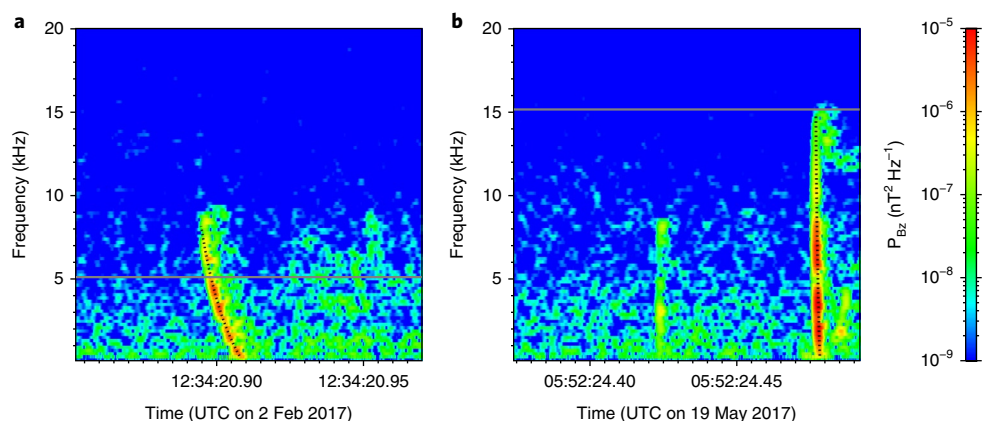 a
20
15
10
5
Frequency (kHz)
12:34:20.90
12:34:20.95
Time (UTC on 2 Feb 2017)
b
20
15
10
5
Frequency (kHz)
05:52:24.40
05:52:24.45
Time (UTC on 19 May 2017)
10⁻⁵
10⁻⁶
10⁻⁷
10⁻⁸
10⁻⁹
P_Bz (nT⁻² Hz⁻¹)